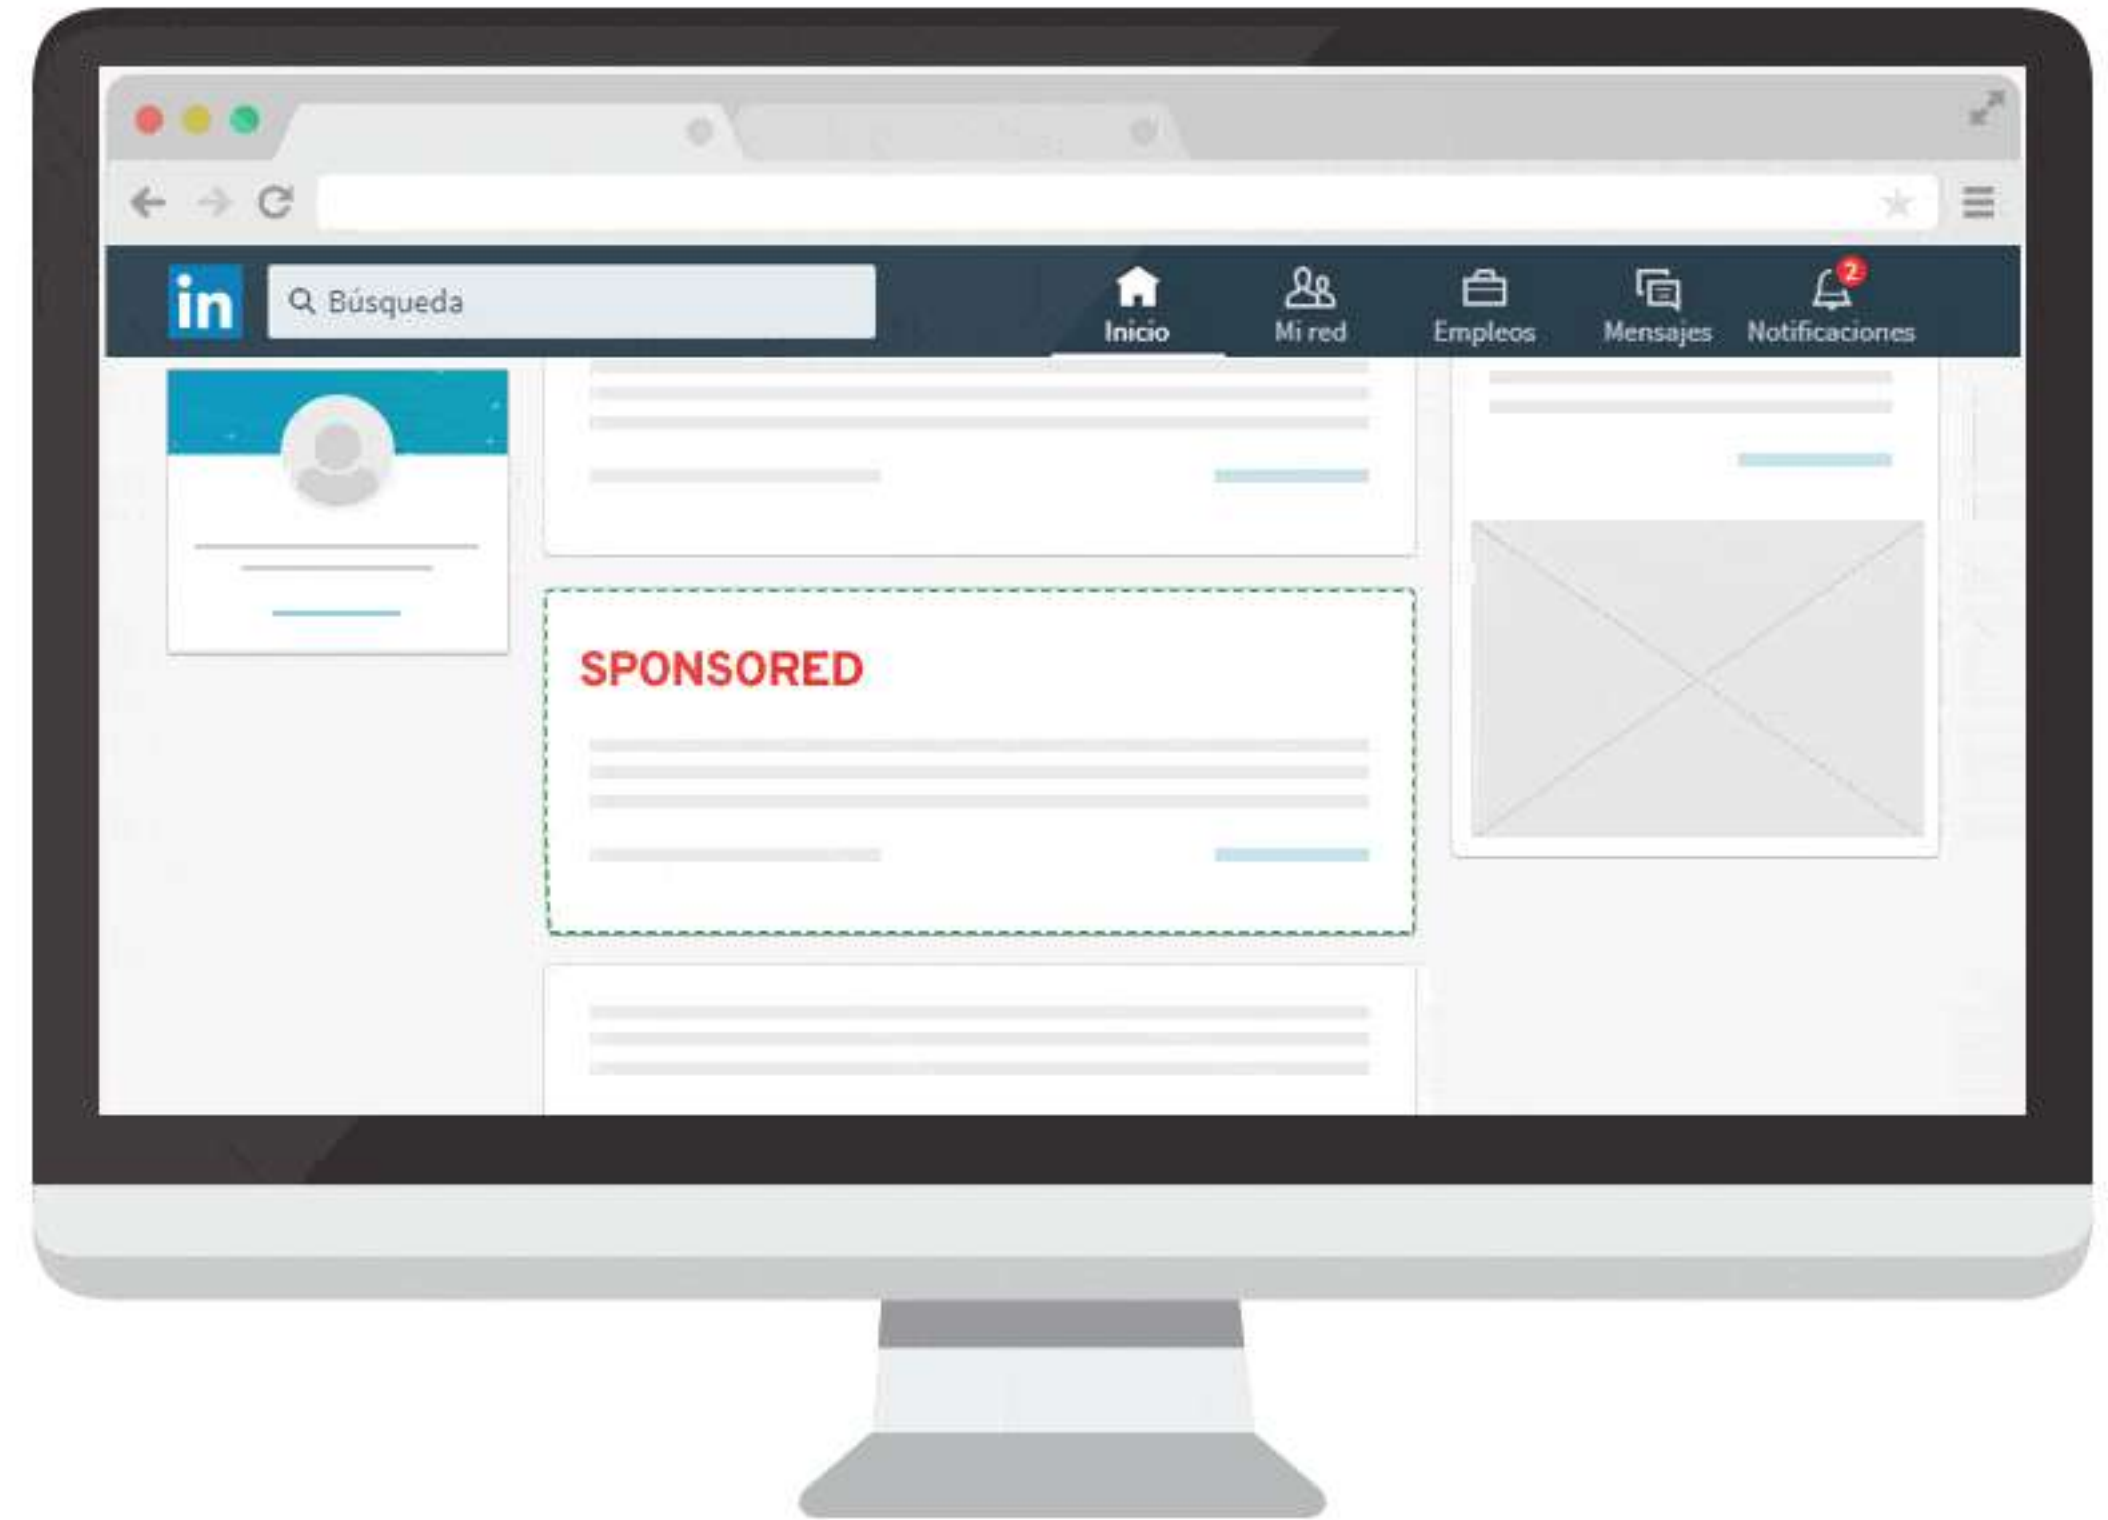 in
Búsqueda
Inicio
Mi red
Empleos
Mensajes
2
Notificaciones
SPONSORED